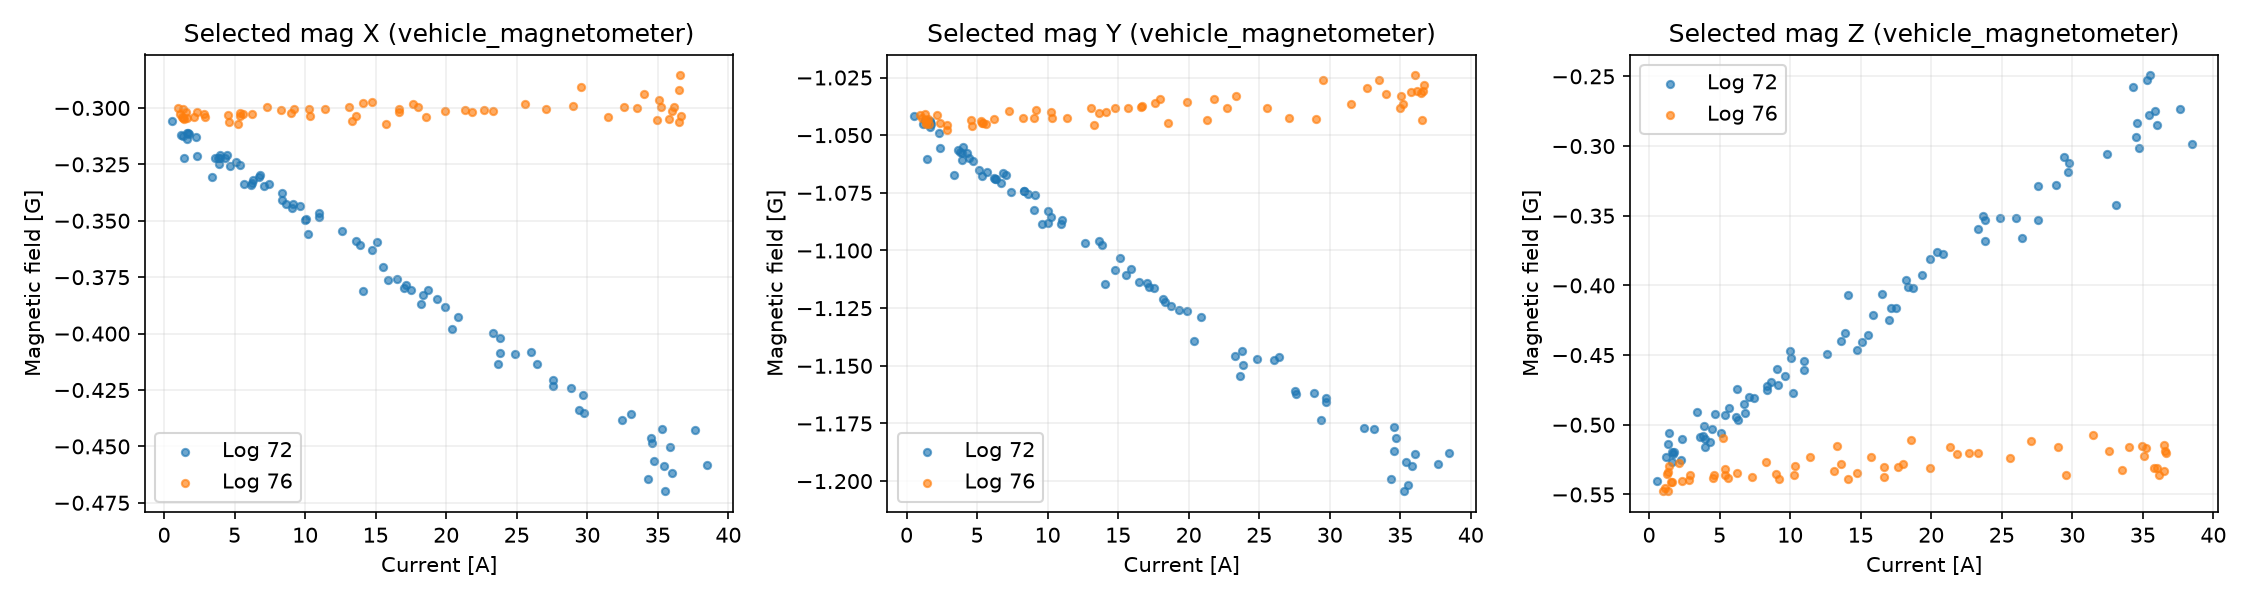 Selected mag X (vehicle_magnetometer)
Magnetic field [G]
−0.300
−0.325
−0.350
−0.375
−0.400
−0.425
−0.450
−0.475
Log 72
Log 76
0 5 10 15 20 25 30 35 40
Current [A]
Selected mag Y (vehicle_magnetometer)
Magnetic field [G]
−1.025
−1.050
−1.075
−1.100
−1.125
−1.150
−1.175
−1.200
Log 72
Log 76
0 5 10 15 20 25 30 35 40
Current [A]
Selected mag Z (vehicle_magnetometer)
Magnetic field [G]
−0.25
−0.30
−0.35
−0.40
−0.45
−0.50
−0.55
Log 72
Log 76
0 5 10 15 20 25 30 35 40
Current [A]